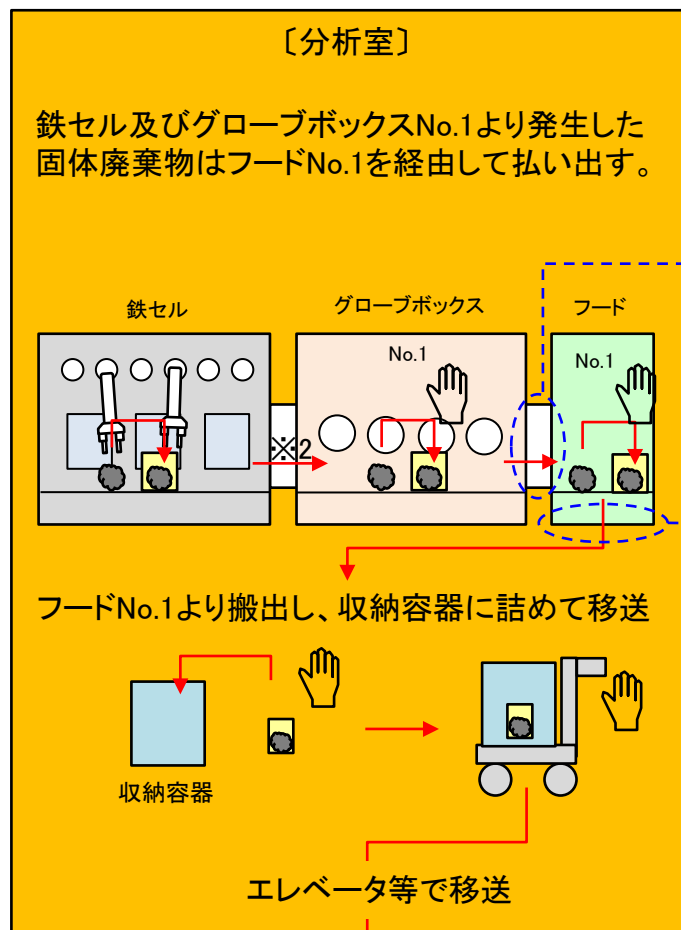 〔分析室〕
鉄セル及びグローブボックスNo.1より発生した
固体廃棄物はフードNo.1を経由して払い出す。
鉄セル
グローブボックス
フード
No.1
No.1
※2
フードNo.1より搬出し、収納容器に詰めて移送
収納容器
エレベータ等で移送